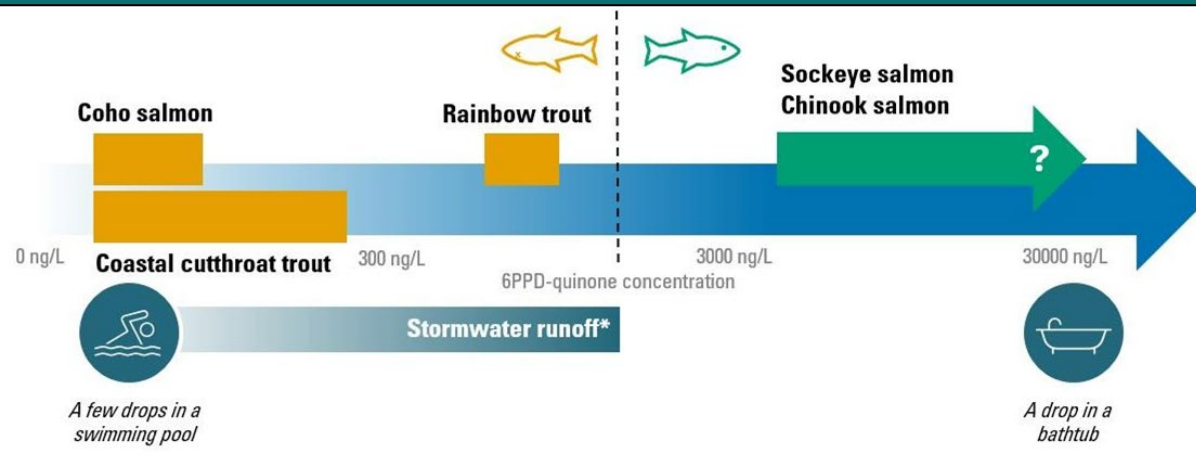 Coho salmon
Rainbow trout
Sockeye salmon
Chinook salmon
?
Coastal cutthroat trout
0 ng/L
300 ng/L
3000 ng/L
30000 ng/L
6PPD-quinone concentration
Stormwater runoff*
A few drops in a
swimming pool
A drop in a
bathtub